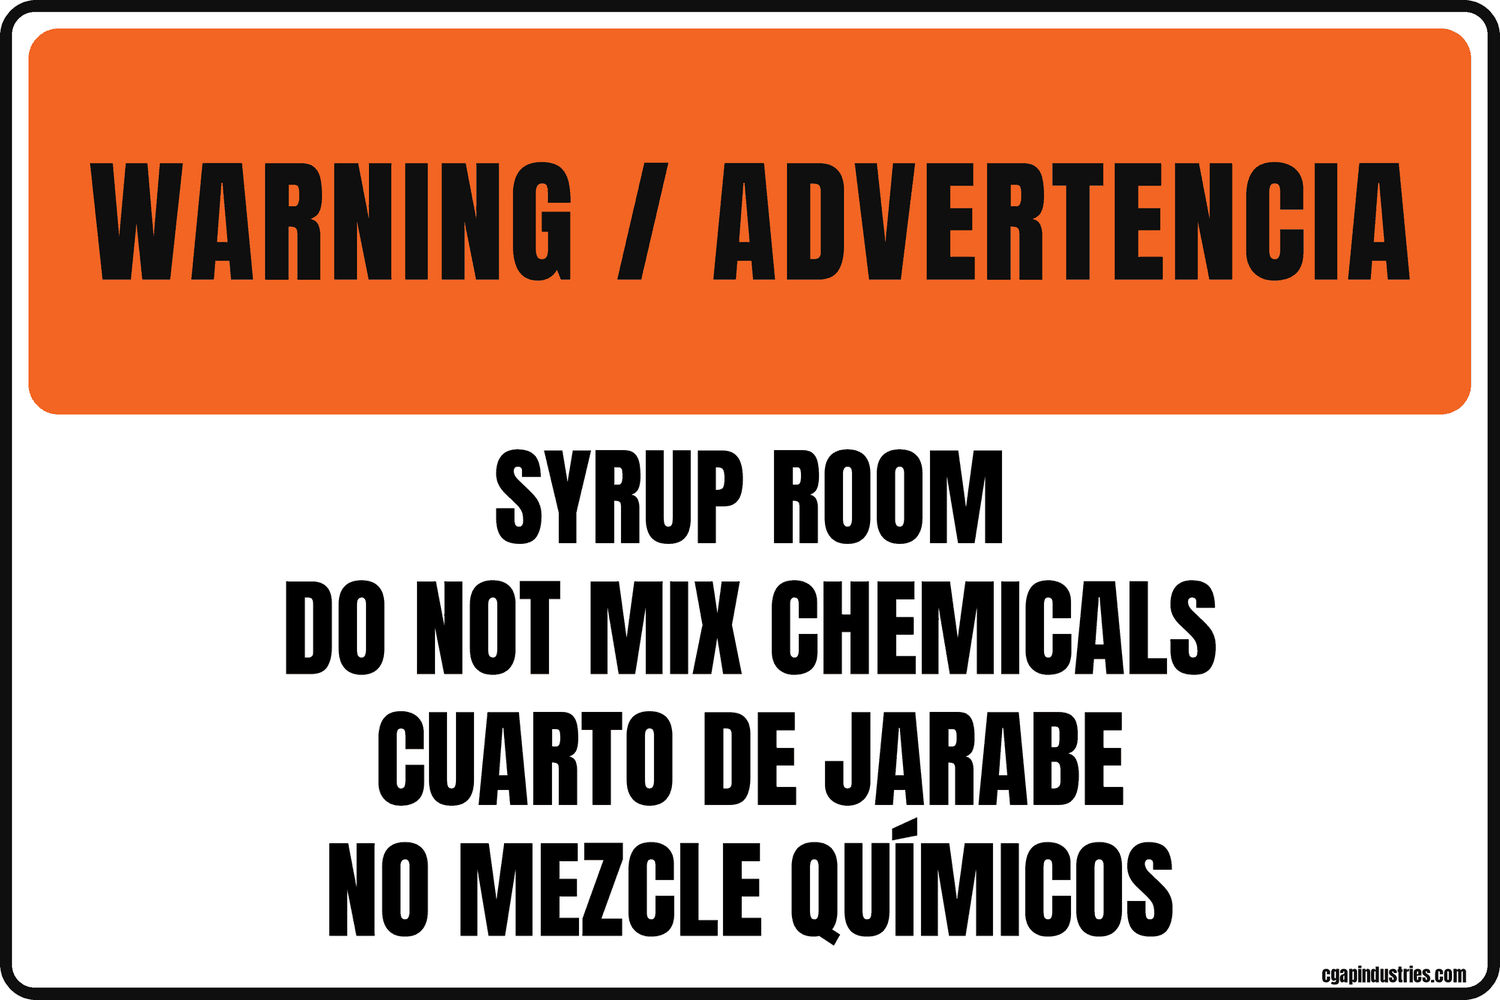 WARNING / ADVERTENCIA
SYRUP ROOM
DO NOT MIX CHEMICALS
CUARTO DE JARABE
NO MEZCLE QUÍMICOS
cgapindustries.com